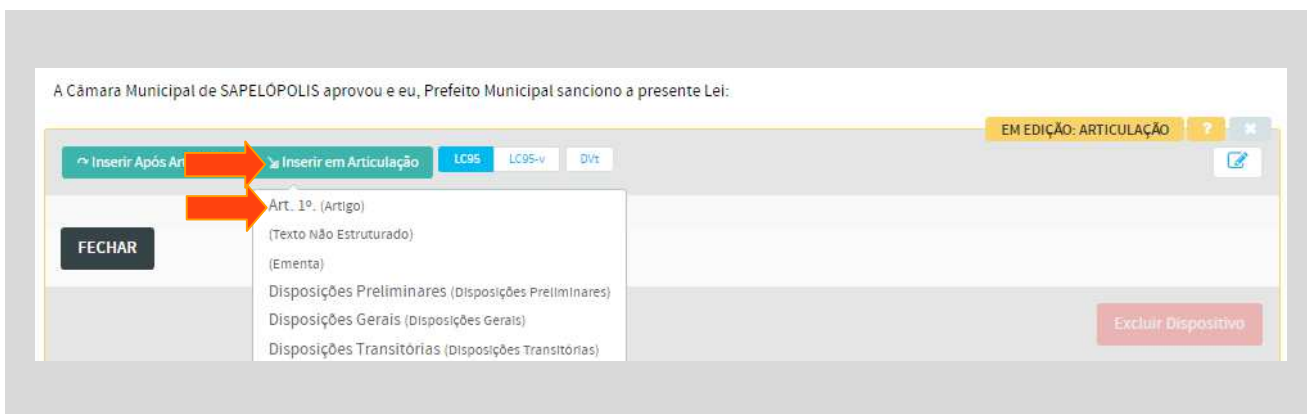 A Câmara Municipal de SAPELÓPOLIS aprovou e eu, Prefeito Municipal sanciono a presente Lei:
EM EDIÇÃO: ARTICULAÇÃO ? ×
Inserir Após Inserir em Articulação LC95 LC95-v DVt
Art. 1º. (Artigo)
(Texto Não Estruturado)
FECHAR
(Ementa)
Disposições Preliminares (Disposições Preliminares)
Disposições Gerais (Disposições Gerais)
Excluir Dispositivo
Disposições Transitórias (Disposições Transitórias)